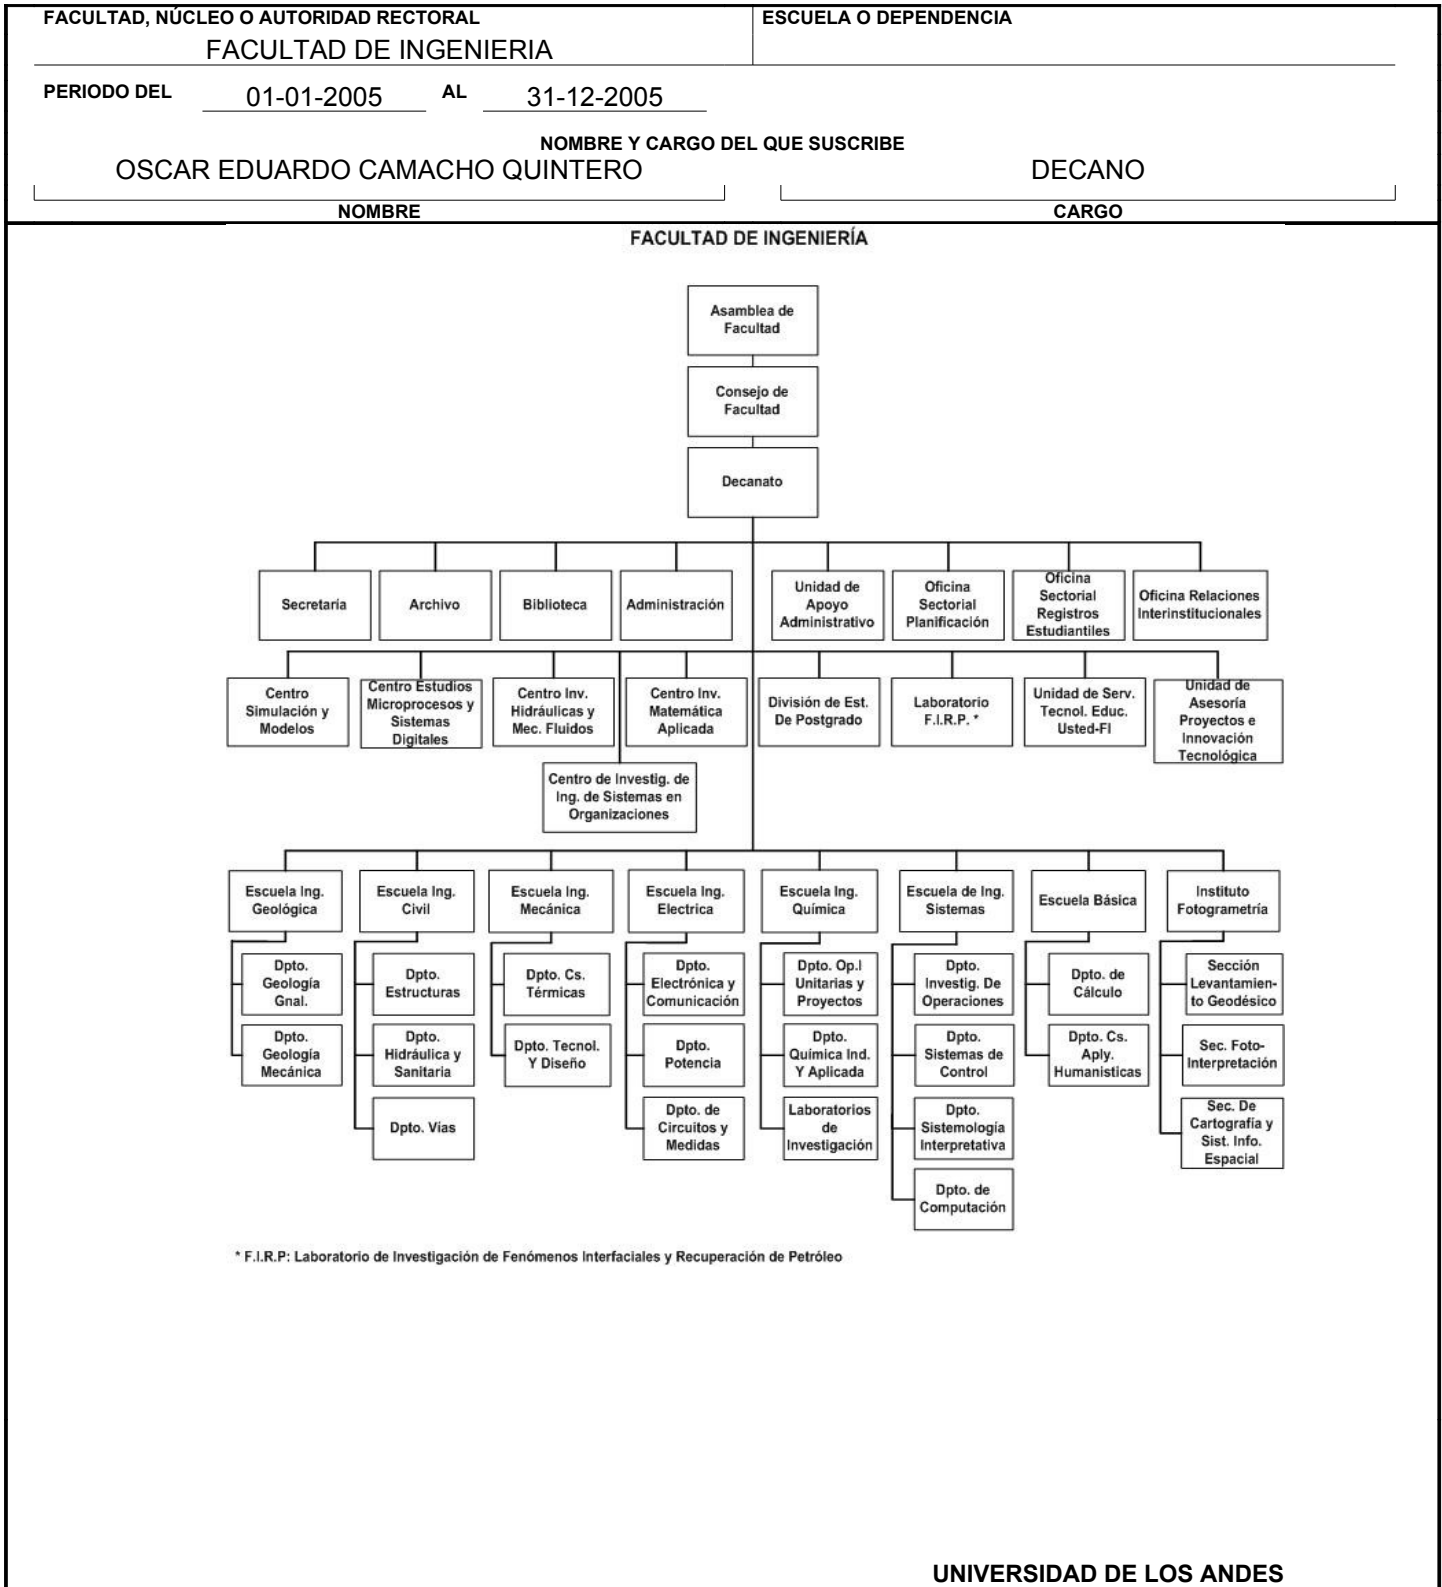 FACULTAD, NÚCLEO O AUTORIDAD RECTORAL
FACULTAD DE INGENIERIA
ESCUELA O DEPENDENCIA
PERIODO DEL 01-01-2005 AL 31-12-2005
NOMBRE Y CARGO DEL QUE SUSCRIBE
OSCAR EDUARDO CAMACHO QUINTERO
NOMBRE
DECANO
CARGO
FACULTAD DE INGENIERÍA
Asamblea de
Facultad
Consejo de
Facultad
Decanato
Secretaría
Archivo
Biblioteca
Administración
Unidad de
Apoyo
Administrativo
Oficina
Sectorial
Planificación
Oficina
Sectorial
Registros
Estudiantiles
Oficina Relaciones
Interinstitucionales
Centro
Simulación y
Modelos
Centro Estudios
Microprocesos y
Sistemas
Digitales
Centro Inv.
Hidráulicas y
Mec. Fluidos
Centro Inv.
Matemática
Aplicada
División de Est.
De Postgrado
Laboratorio
F.I.R.P. *
Unidad de Serv.
Tecnol. Educ.
Usted-FI
Unidad de
Asesoría
Proyectos e
Innovación
Tecnológica
Centro de Investig. de
Ing. de Sistemas en
Organizaciones
Escuela Ing.
Geológica
Escuela Ing.
Civil
Escuela Ing.
Mecánica
Escuela Ing.
Electrica
Escuela Ing.
Química
Escuela de Ing.
Sistemas
Escuela Básica
Instituto
Fotogrametría
Dpto.
Geología
Gnal.
Dpto.
Estructuras
Dpto. Cs.
Térmicas
Dpto.
Electrónica y
Comunicación
Dpto. Op.I
Unitarias y
Proyectos
Dpto.
Investig. De
Operaciones
Dpto. de
Cálculo
Sección
Levantamien-
to Geodésico
Dpto.
Geología
Mecánica
Dpto.
Hidráulica y
Sanitaria
Dpto. Tecnol.
Y Diseño
Dpto.
Potencia
Dpto.
Química Ind.
Y Aplicada
Dpto.
Sistemas de
Control
Dpto. Cs.
Aply.
Humanisticas
Sec. Foto-
Interpretación
Dpto. Vías
Dpto. de
Circuitos y
Medidas
Laboratorios
de
Investigación
Dpto.
Sistemología
Interpretativa
Sec. De
Cartografía y
Sist. Info.
Espacial
Dpto. de
Computación
* F.I.R.P: Laboratorio de Investigación de Fenómenos Interfaciales y Recuperación de Petróleo
UNIVERSIDAD DE LOS ANDES